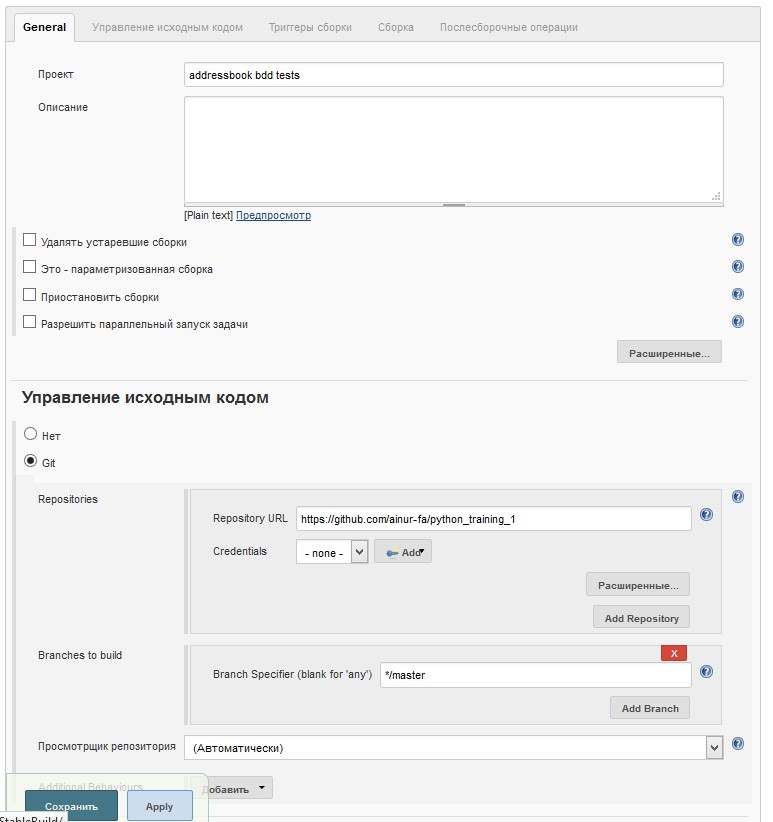 General Управление исходным кодом Триггеры сборки Сборка Послесборочные операции
Проект addressbook bdd tests
Описание
[Plain text] Предпросмотр
Удалять устаревшие сборки
Это - параметризованная сборка
Приостановить сборки
Разрешить параллельный запуск задачи
Расширенные...
Управление исходным кодом
Нет
Git
Repositories
Repository URL https://github.com/ainur-fa/python_training_1
Credentials - none - Add
Расширенные...
Add Repository
Branches to build
X
Branch Specifier (blank for 'any') */master
Add Branch
Просмотрщик репозитория (Автоматически)
Additional Behaviours Добавить
Сохранить Apply
StableBuild/